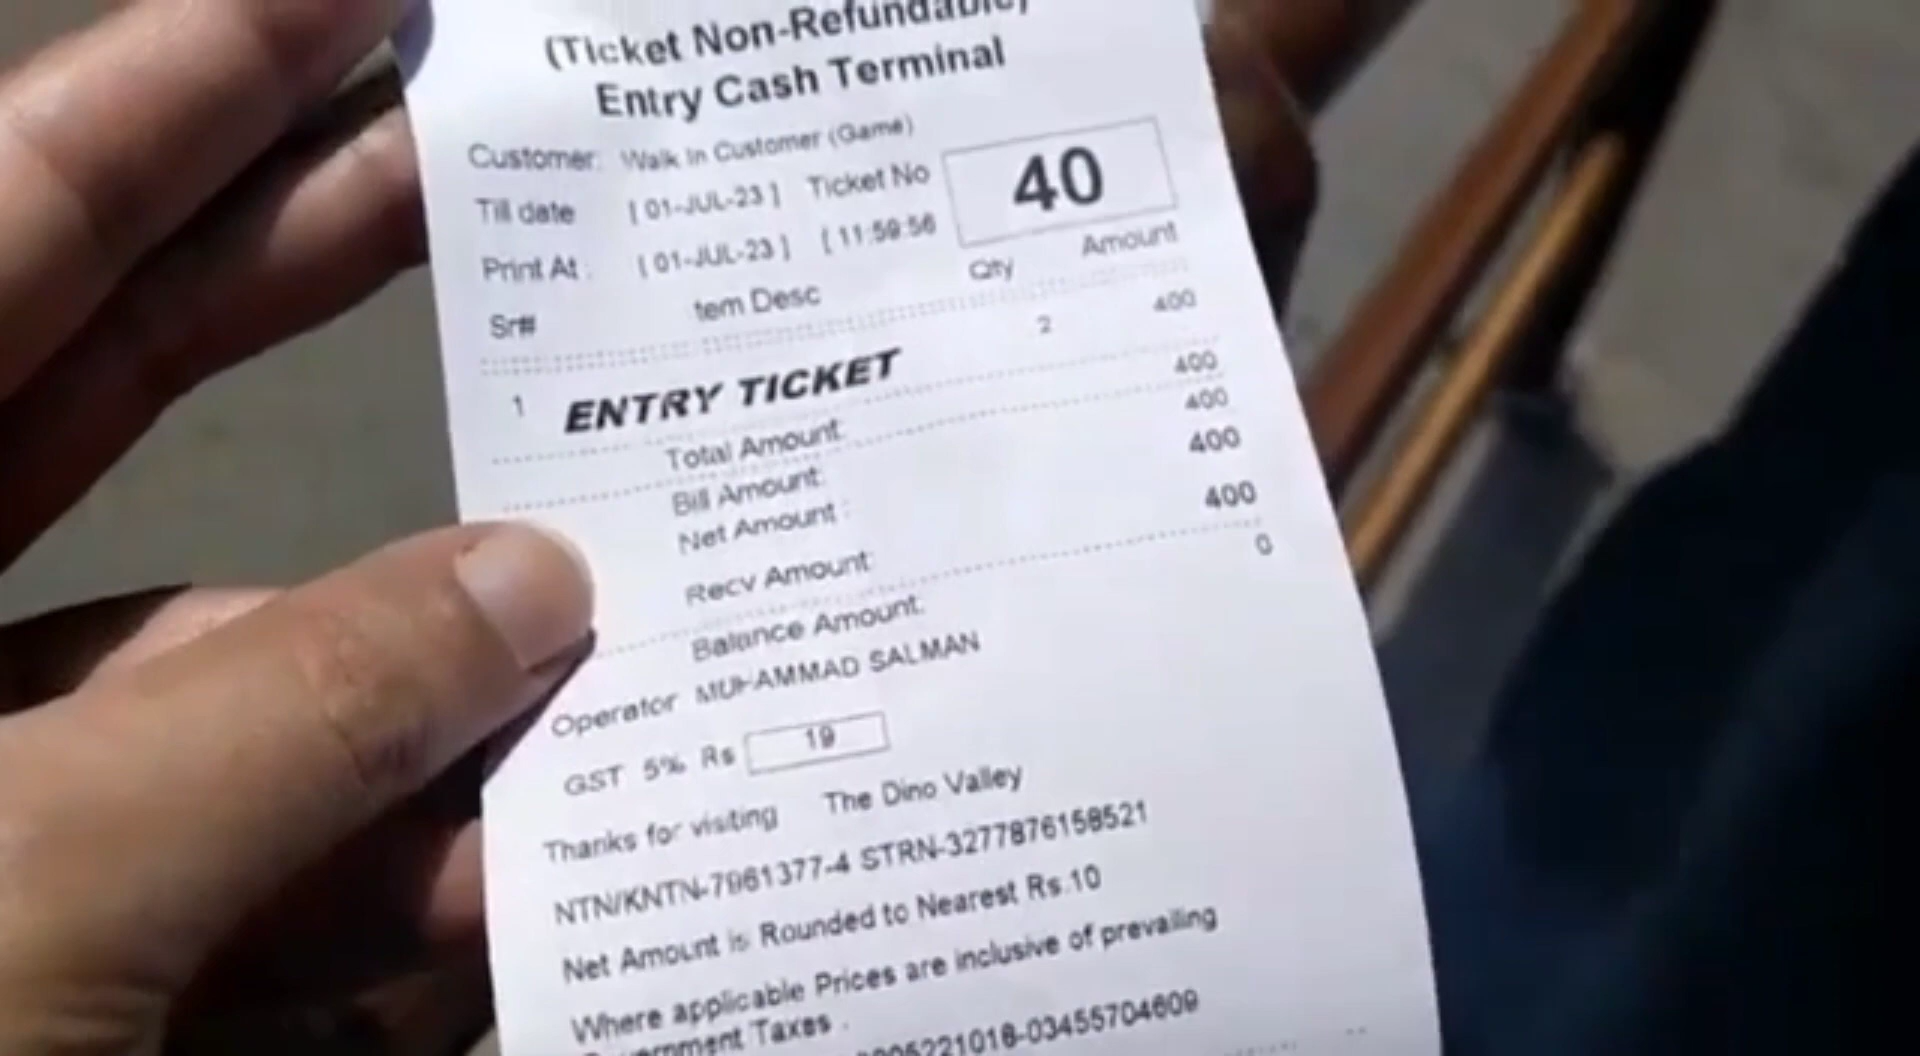 (Ticket Non-Refundable)
Entry Cash Terminal
Customer: Walk In Customer (Game)
Till date [ 01-JUL-23 ] Ticket No 40
Print At : [ 01-JUL-23 ] [ 11:59:56
Sr# tem Desc Qty Amount
1 ENTRY TICKET 2 400
Total Amount: 400
Bill Amount: 400
Net Amount : 400
Recv Amount: 400
Balance Amount: 0
Operator MUHAMMAD SALMAN
GST 5% Rs 19
Thanks for visiting The Dino Valley
NTN/KNTN-7961377-4 STRN-3277876158521
Net Amount is Rounded to Nearest Rs.10
Where applicable Prices are inclusive of prevailing
Government Taxes .